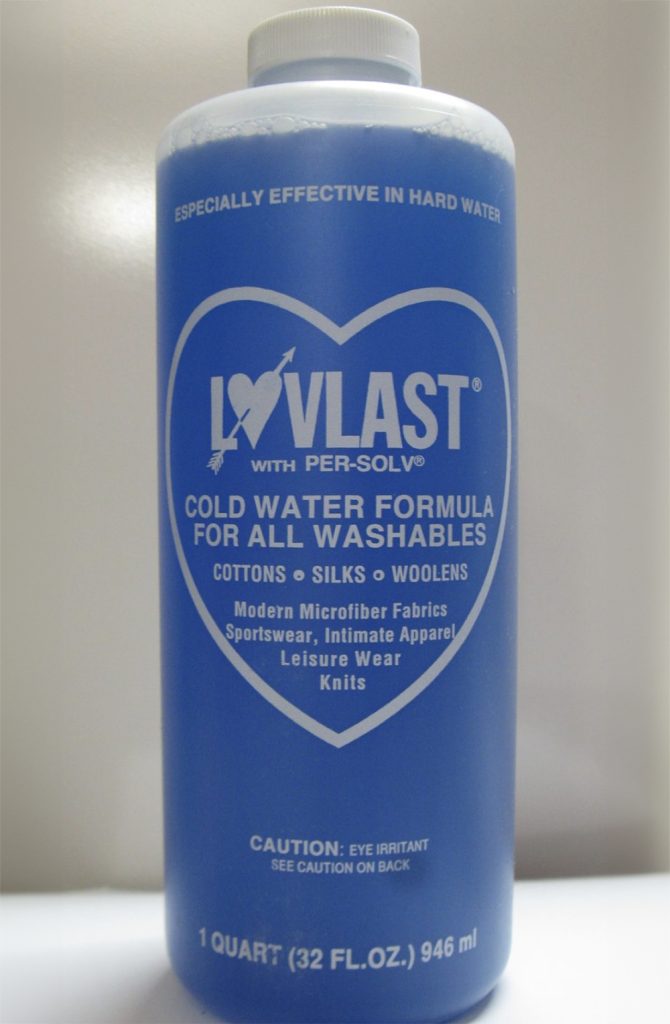 ESPECIALLY EFFECTIVE IN HARD WATER
LOVLAST®
WITH PER-SOLV®
COLD WATER FORMULA
FOR ALL WASHABLES
COTTONS • SILKS • WOOLENS
Modern Microfiber Fabrics
Sportswear, Intimate Apparel
Leisure Wear
Knits
CAUTION: EYE IRRITANT
SEE CAUTION ON BACK
1 QUART (32 FL.OZ.) 946 ml